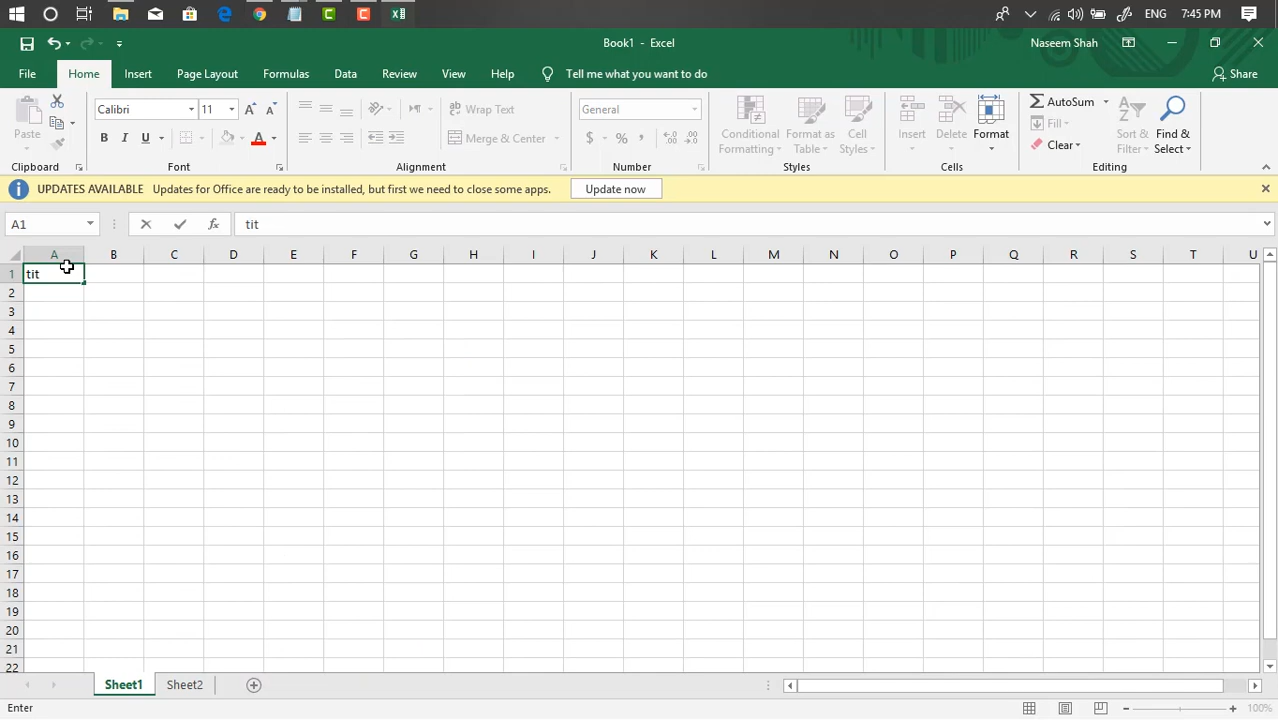 ENG 7:45 PM
Book1 - Excel Naseem Shah
File Home Insert Page Layout Formulas Data Review View Help Tell me what you want to do Share
Paste Calibri 11 B I U A Wrap Text Merge & Center General $ % , Conditional Formatting Format as Table Cell Styles Insert Delete Format AutoSum Fill Clear Sort & Filter Find & Select
Clipboard Font Alignment Number Styles Cells Editing
UPDATES AVAILABLE Updates for Office are ready to be installed, but first we need to close some apps. Update now
A1 fx tit
A B C D E F G H I J K L M N O P Q R S T U
1 tit
2
3
4
5
6
7
8
9
10
11
12
13
14
15
16
17
18
19
20
21
22
Sheet1 Sheet2
Enter 100%